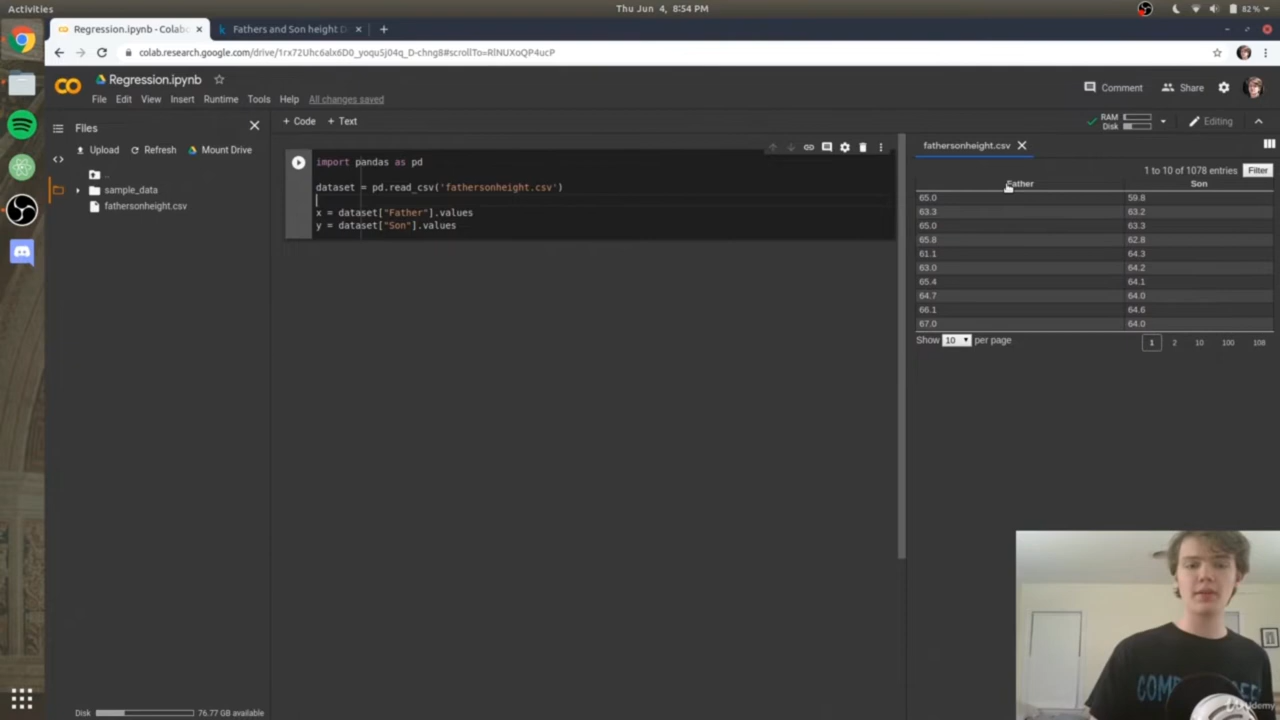 Activities
Thu Jun 4, 8:54 PM
82 %
Regression.ipynb - Colab
Fathers and Son height D
colab.research.google.com/drive/1rx72Uhc6alx6D0_yoqu5j04q_D-chng8#scrollTo=RlNUXoQP4ucP
CO
Regression.ipynb
File Edit View Insert Runtime Tools Help All changes saved
Comment
Share
Files
+ Code + Text
RAM
Disk
Editing
Upload Refresh Mount Drive
..
sample_data
fathersonheight.csv
import pandas as pd
dataset = pd.read_csv('fathersonheight.csv')
x = dataset["Father"].values
y = dataset["Son"].values
fathersonheight.csv
1 to 10 of 1078 entries Filter
Father Son
65.0 59.8
63.3 63.2
65.0 63.3
65.8 62.8
61.1 64.3
63.0 64.2
65.4 64.1
64.7 64.0
66.1 64.6
67.0 64.0
Show 10 per page
1 2 10 100 108
Udemy
Disk 76.77 GB available